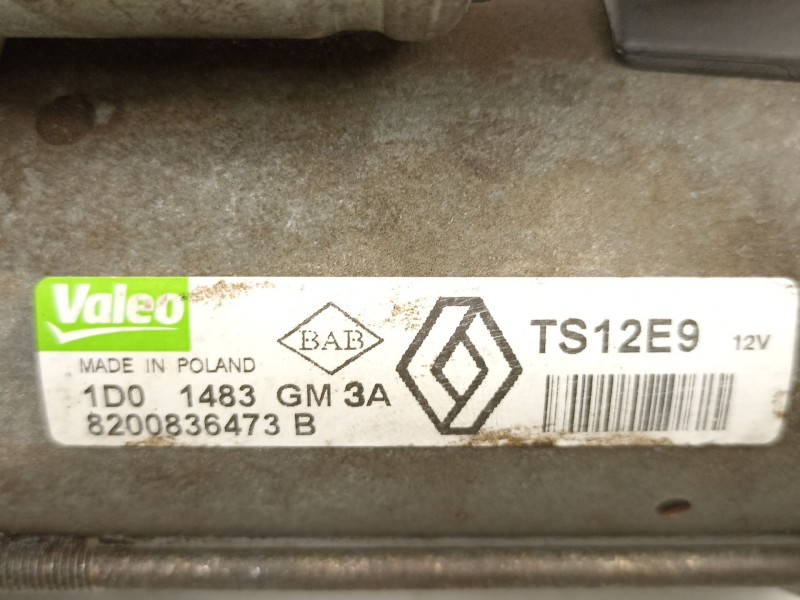 Valeo
MADE IN POLAND
BAB
TS12E9 12V
1D0 1483 GM 3A
8200836473 B